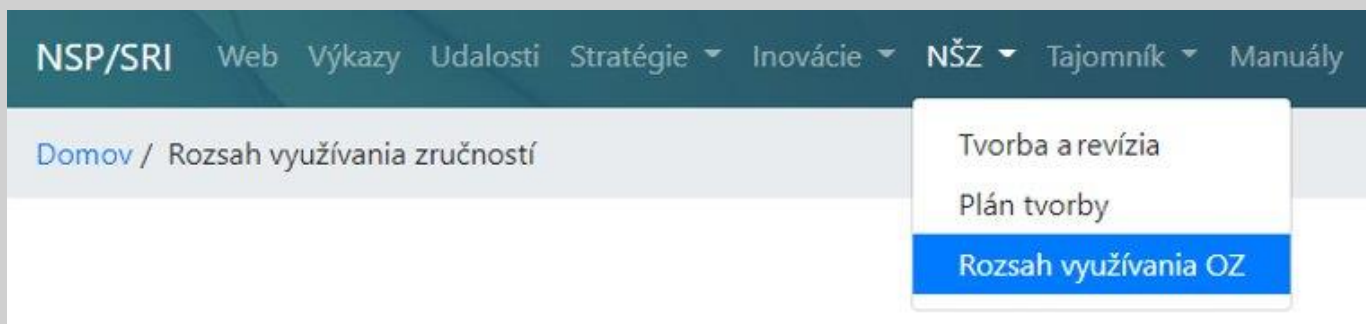 NSP/SRI Web Výkazy Udalosti Stratégie Inovácie NŠZ Tajomník Manuály
Domov / Rozsah využívania zručností
Tvorba a revízia
Plán tvorby
Rozsah využívania OZ